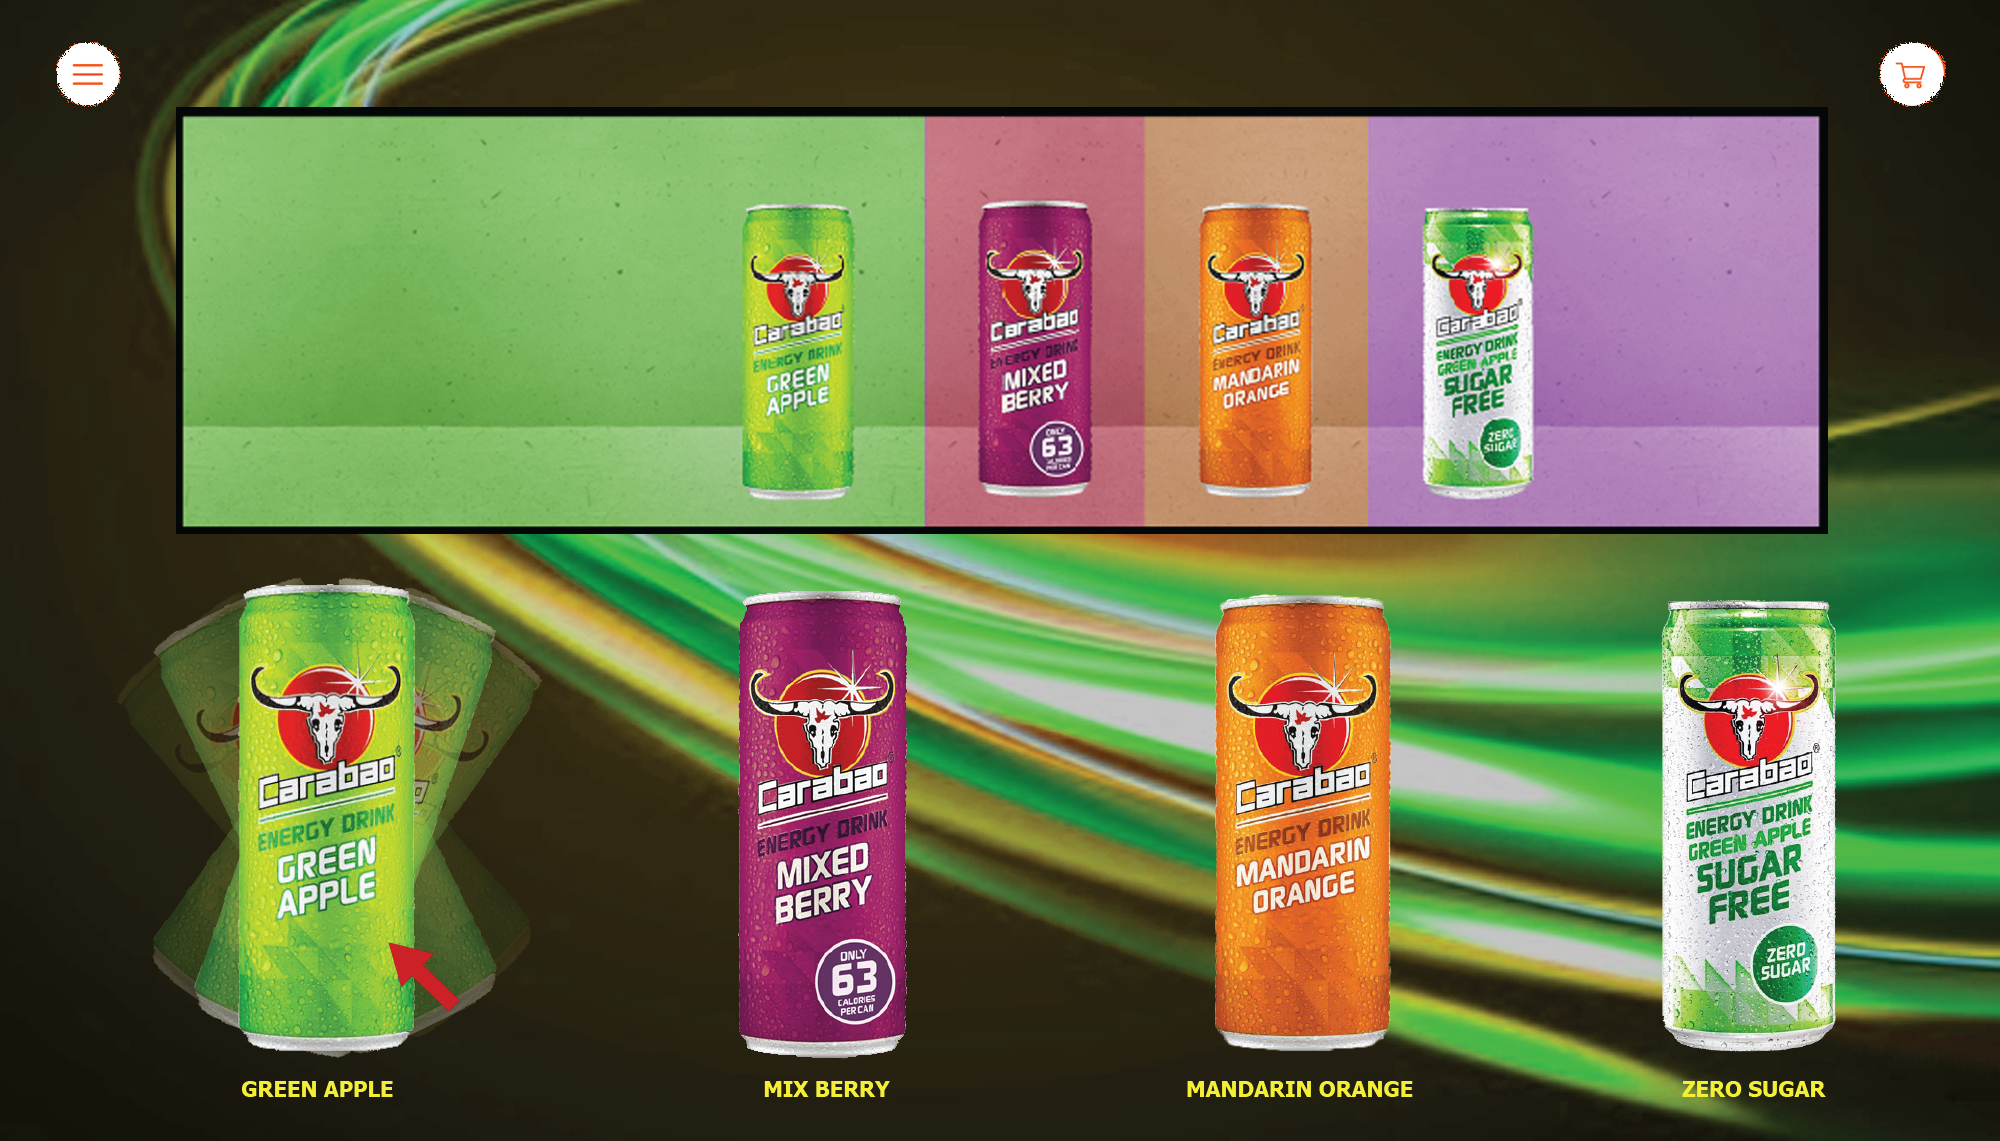 Carabao
ENERGY DRINK
GREEN
APPLE
Carabao
ENERGY DRINK
MIXED
BERRY
ONLY
63
CALORIES
PER CAN
Carabao
ENERGY DRINK
MANDARIN
ORANGE
Carabao®
ENERGY DRINK
GREEN APPLE
SUGAR
FREE
ZERO
SUGAR
Carabao®
ENERGY DRINK
GREEN
APPLE
Carabao
ENERGY DRINK
MIXED
BERRY
ONLY
63
CALORIES
PER CAN
Carabao
ENERGY DRINK
MANDARIN
ORANGE
Carabao®
ENERGY DRINK
GREEN APPLE
SUGAR
FREE
ZERO
SUGAR
GREEN APPLE
MIX BERRY
MANDARIN ORANGE
ZERO SUGAR